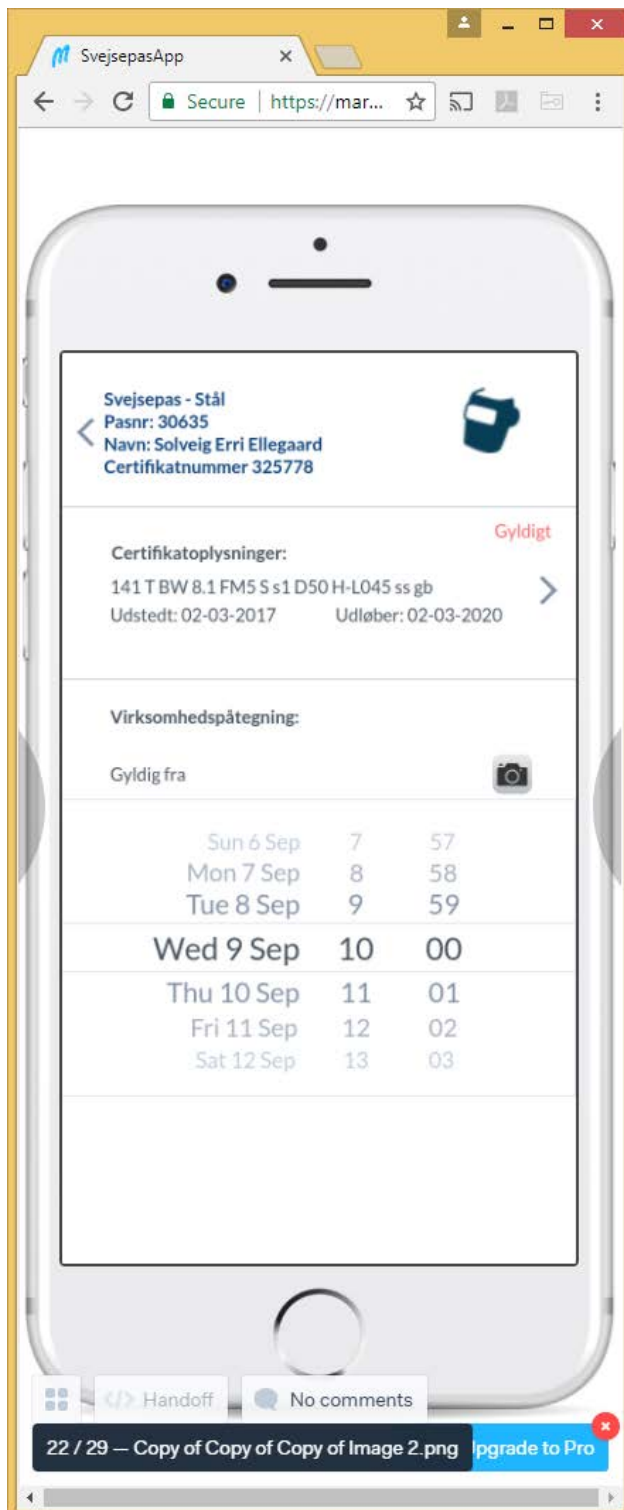 SvejsepasApp
Secure | https://mar...
Svejsepas - Stål
Pasnr: 30635
Navn: Solveig Erri Ellegaard
Certifikatnummer 325778
Gyldigt
Certifikatoplysninger:
141 T BW 8.1 FM5 S s1 D50 H-L045 ss gb
Udstedt: 02-03-2017 Udløber: 02-03-2020
Virksomhedspåtegning:
Gyldig fra
Sun 6 Sep 7 57
Mon 7 Sep 8 58
Tue 8 Sep 9 59
Wed 9 Sep 10 00
Thu 10 Sep 11 01
Fri 11 Sep 12 02
Sat 12 Sep 13 03
</> Handoff No comments
22 / 29 — Copy of Copy of Copy of Image 2.png pgrade to Pro